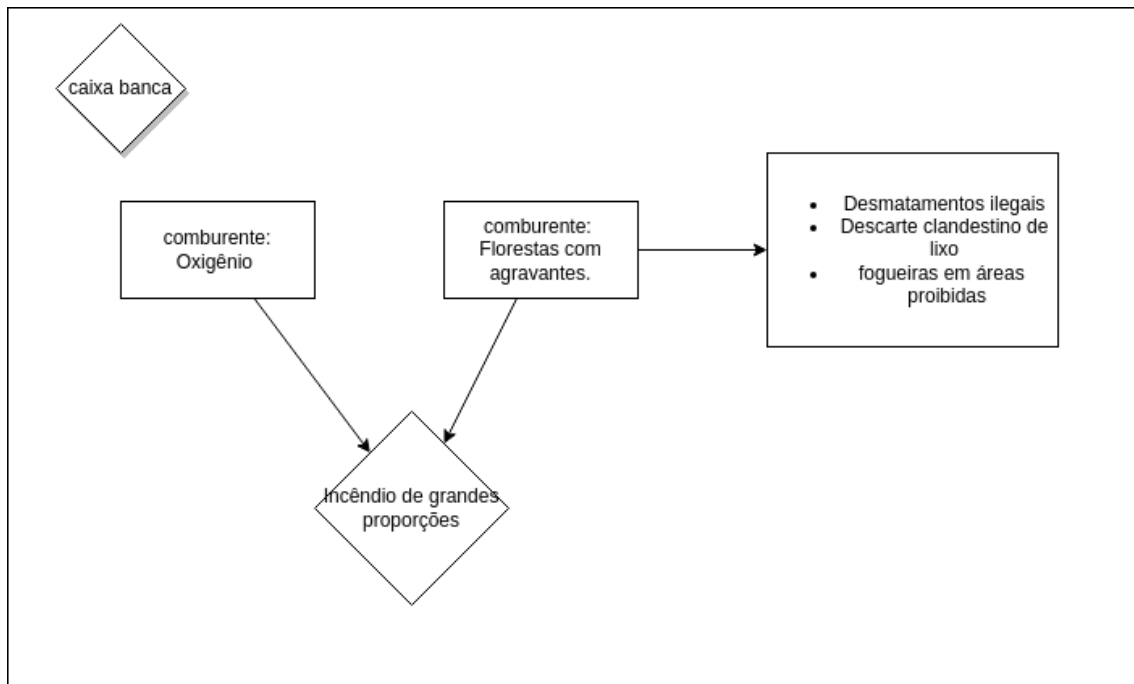 caixa banca
comburente:
Oxigênio
comburente:
Florestas com
agravantes.
• Desmatamentos ilegais
• Descarte clandestino de
lixo
• fogueiras em áreas
proibidas
Incêndio de grandes
proporções